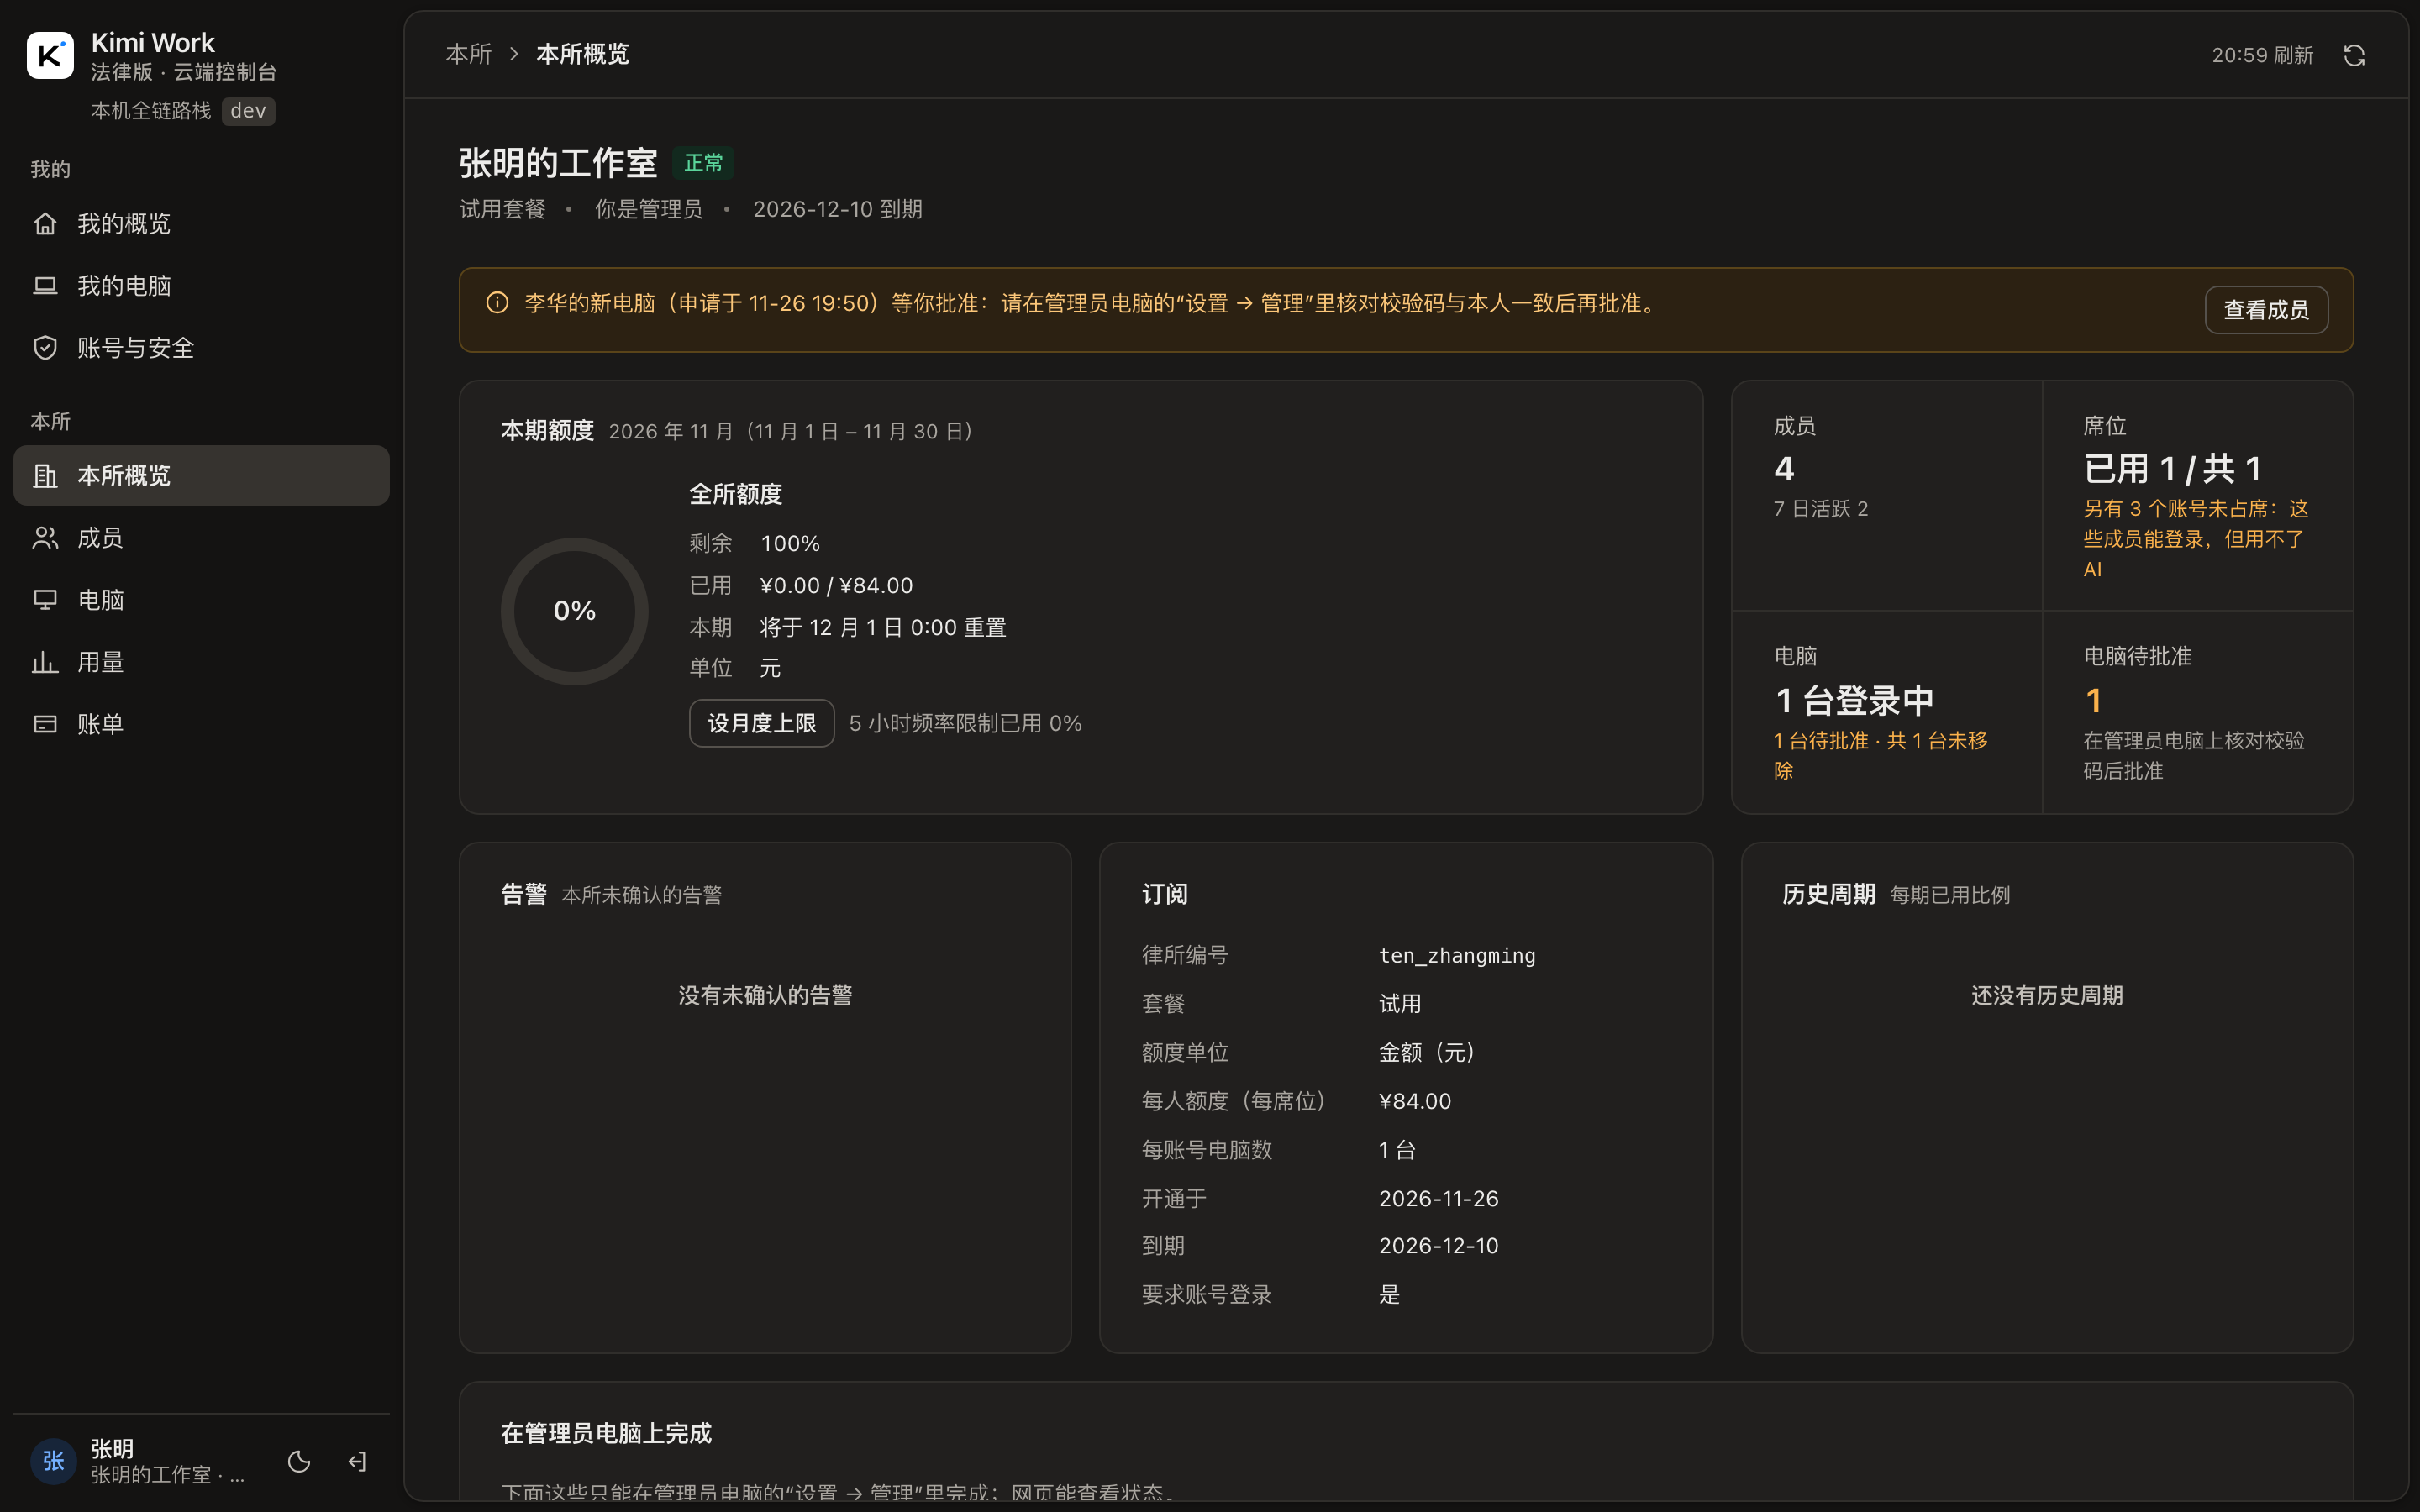 Kimi Work
法律版 · 云端控制台
本机全链路栈 dev
我的
我的概览
我的电脑
账号与安全
本所
本所概览
成员
电脑
用量
账单
张
张明
张明的工作室 · ...
本所 > 本所概览
20:59 刷新
张明的工作室 正常
试用套餐 • 你是管理员 • 2026-12-10 到期
李华的新电脑（申请于 11-26 19:50）等你批准：请在管理员电脑的“设置 → 管理”里核对校验码与本人一致后再批准。
查看成员
本期额度 2026 年 11 月（11 月 1 日 – 11 月 30 日）
0%
全所额度
剩余 100%
已用 ¥0.00 / ¥84.00
本期 将于 12 月 1 日 0:00 重置
单位 元
设月度上限 5 小时频率限制已用 0%
成员
4
7 日活跃 2
席位
已用 1 / 共 1
另有 3 个账号未占席：这
些成员能登录，但用不了
AI
电脑
1 台登录中
1 台待批准 · 共 1 台未移
除
电脑待批准
1
在管理员电脑上核对校验
码后批准
告警 本所未确认的告警
没有未确认的告警
订阅
律所编号 ten_zhangming
套餐 试用
额度单位 金额（元）
每人额度（每席位） ¥84.00
每账号电脑数 1 台
开通于 2026-11-26
到期 2026-12-10
要求账号登录 是
历史周期 每期已用比例
还没有历史周期
在管理员电脑上完成
下面这些只能在管理员电脑的“设置 → 管理”里完成；网页能查看状态。